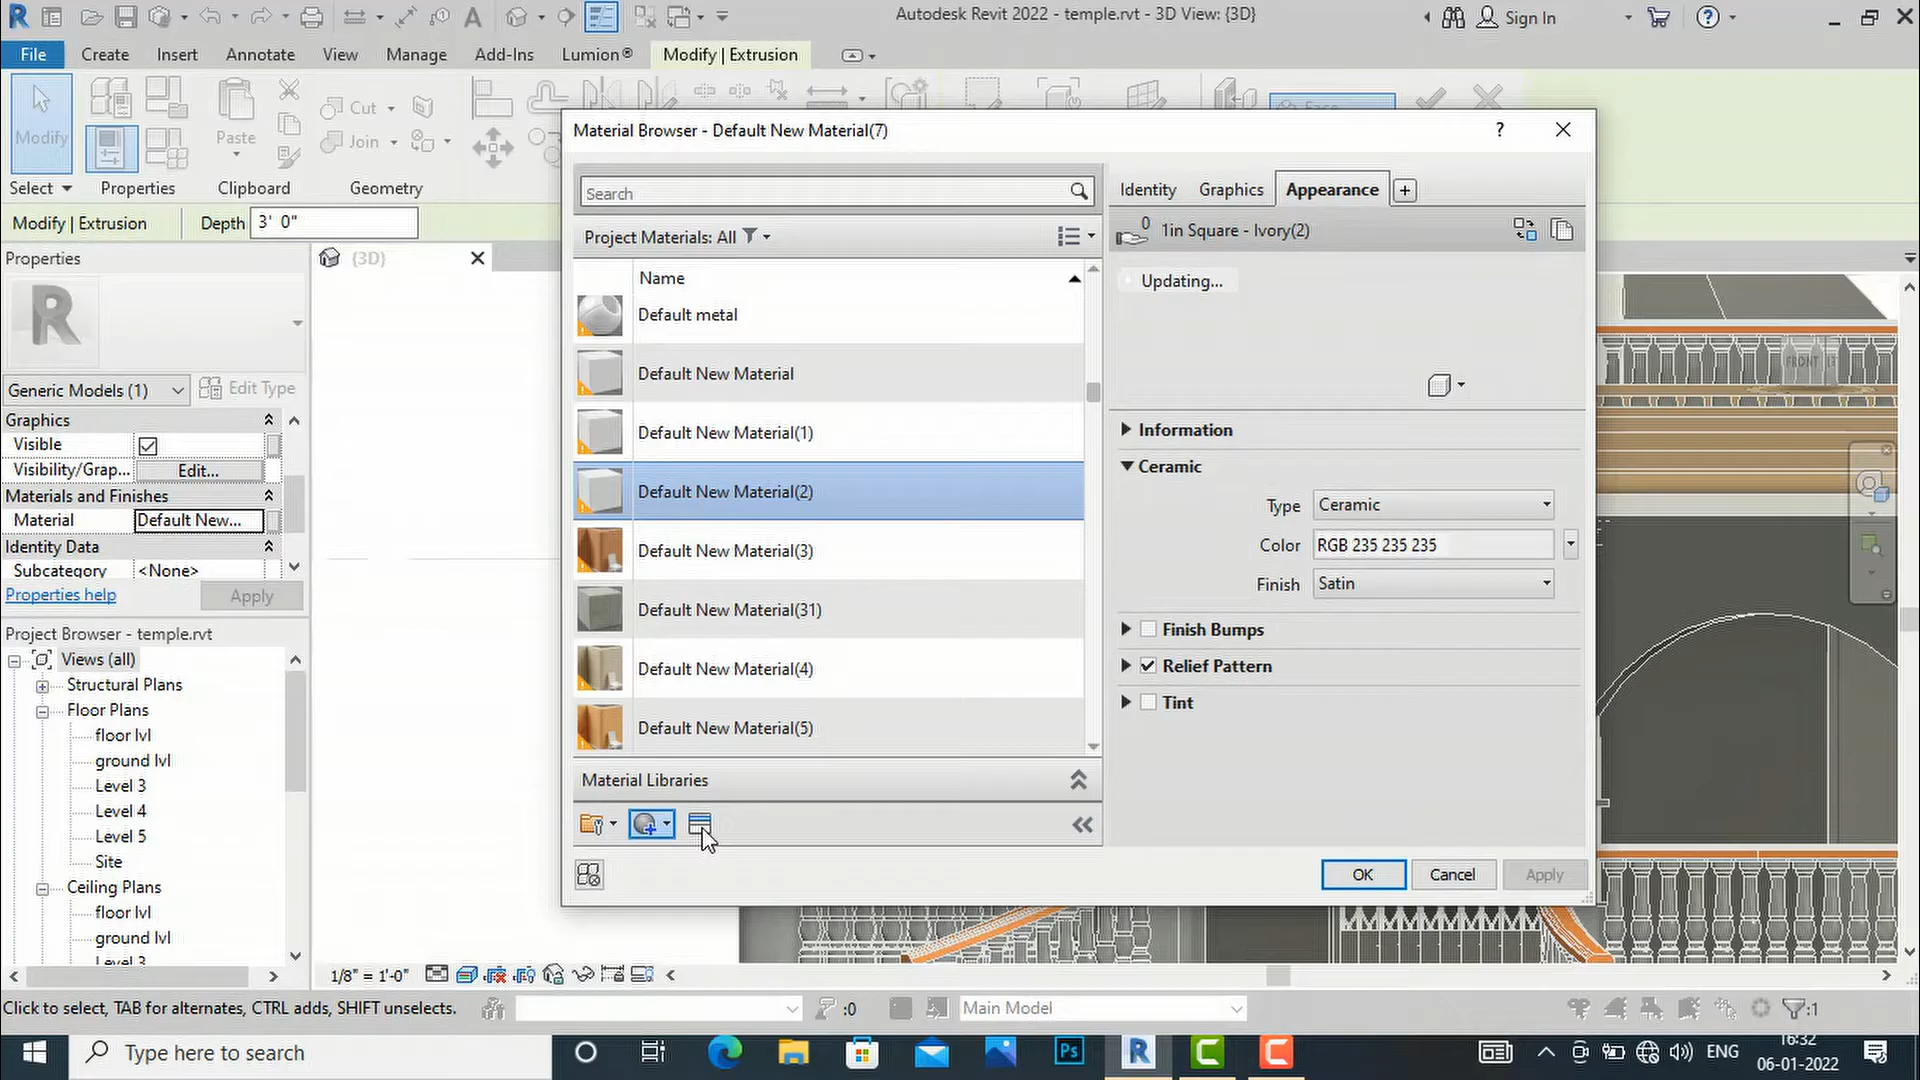 Autodesk Revit 2022 - temple.rvt - 3D View: {3D}
Sign In
File
Create
Insert
Annotate
View
Manage
Add-Ins
Lumion®
Modify | Extrusion
Modify
Cut
Join
Paste
Select
Properties
Clipboard
Geometry
Modify | Extrusion
Depth
3' 0"
Properties
{3D}
R
Generic Models (1)
Edit Type
Graphics
Visible
Visibility/Grap...
Edit...
Materials and Finishes
Material
Default New...
Identity Data
Subcategory
<None>
Properties help
Apply
Project Browser - temple.rvt
Views (all)
Structural Plans
Floor Plans
floor lvl
ground lvl
Level 3
Level 4
Level 5
Site
Ceiling Plans
floor lvl
ground lvl
Level 3
Material Browser - Default New Material(7)
?
Search
Project Materials: All
Name
Default metal
Default New Material
Default New Material(1)
Default New Material(2)
Default New Material(3)
Default New Material(31)
Default New Material(4)
Default New Material(5)
Material Libraries
Identity
Graphics
Appearance
0
1in Square - Ivory(2)
Updating...
Information
Ceramic
Type
Ceramic
Color
RGB 235 235 235
Finish
Satin
Finish Bumps
Relief Pattern
Tint
OK
Cancel
Apply
FRONT
1/8" = 1'-0"
Click to select, TAB for alternates, CTRL adds, SHIFT unselects.
:0
Main Model
:1
Type here to search
Ps
R
ENG
16:32
06-01-2022